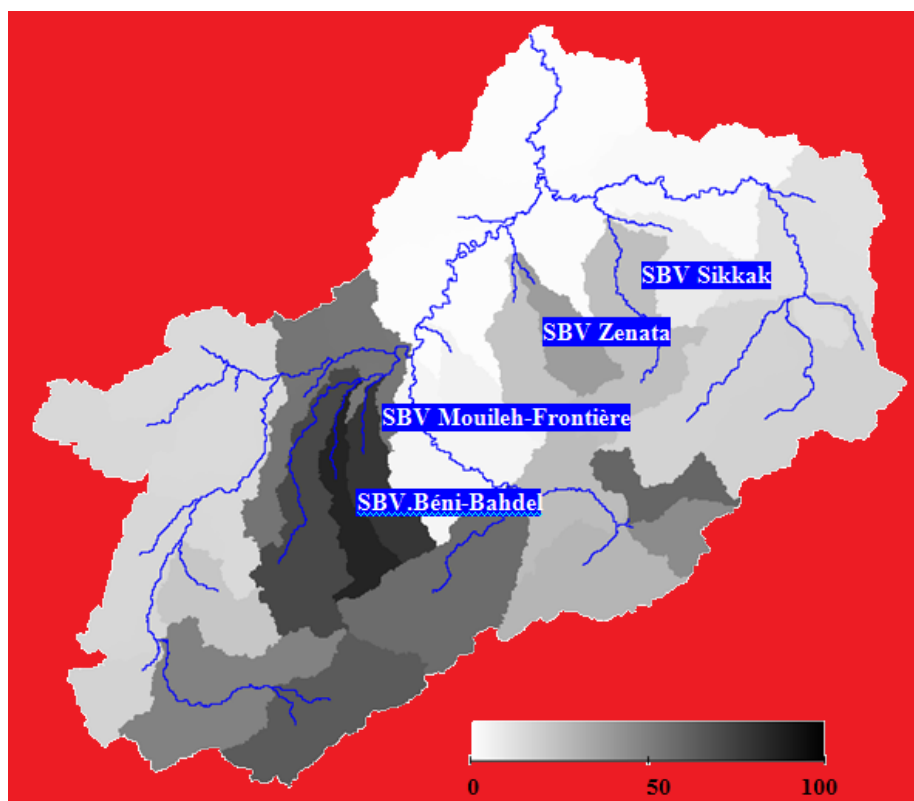 SBV Sikkak
SBV Zenata
SBV Mouileh-Frontière
SBV.Béni-Bahdel
0 50 100